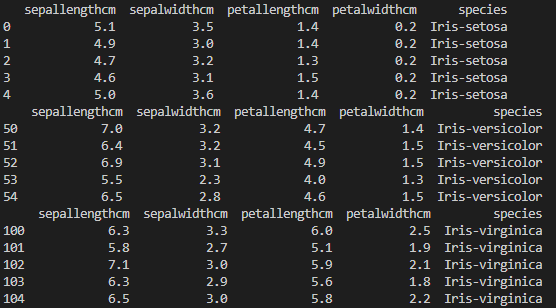 sepallengthcm sepalwidthcm petallengthcm petalwidthcm species
0 5.1 3.5 1.4 0.2 Iris-setosa
1 4.9 3.0 1.4 0.2 Iris-setosa
2 4.7 3.2 1.3 0.2 Iris-setosa
3 4.6 3.1 1.5 0.2 Iris-setosa
4 5.0 3.6 1.4 0.2 Iris-setosa
sepallengthcm sepalwidthcm petallengthcm petalwidthcm species
50 7.0 3.2 4.7 1.4 Iris-versicolor
51 6.4 3.2 4.5 1.5 Iris-versicolor
52 6.9 3.1 4.9 1.5 Iris-versicolor
53 5.5 2.3 4.0 1.3 Iris-versicolor
54 6.5 2.8 4.6 1.5 Iris-versicolor
sepallengthcm sepalwidthcm petallengthcm petalwidthcm species
100 6.3 3.3 6.0 2.5 Iris-virginica
101 5.8 2.7 5.1 1.9 Iris-virginica
102 7.1 3.0 5.9 2.1 Iris-virginica
103 6.3 2.9 5.6 1.8 Iris-virginica
104 6.5 3.0 5.8 2.2 Iris-virginica